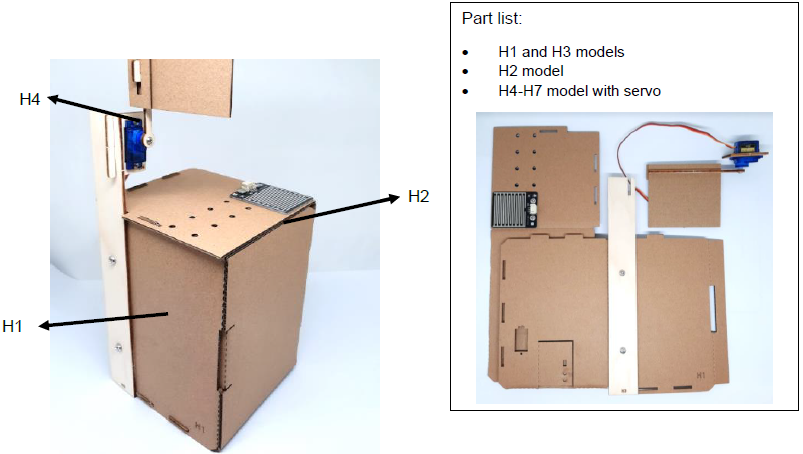 H4
H2
H1
H1
Part list:
• H1 and H3 models
• H2 model
• H4-H7 model with servo
H1